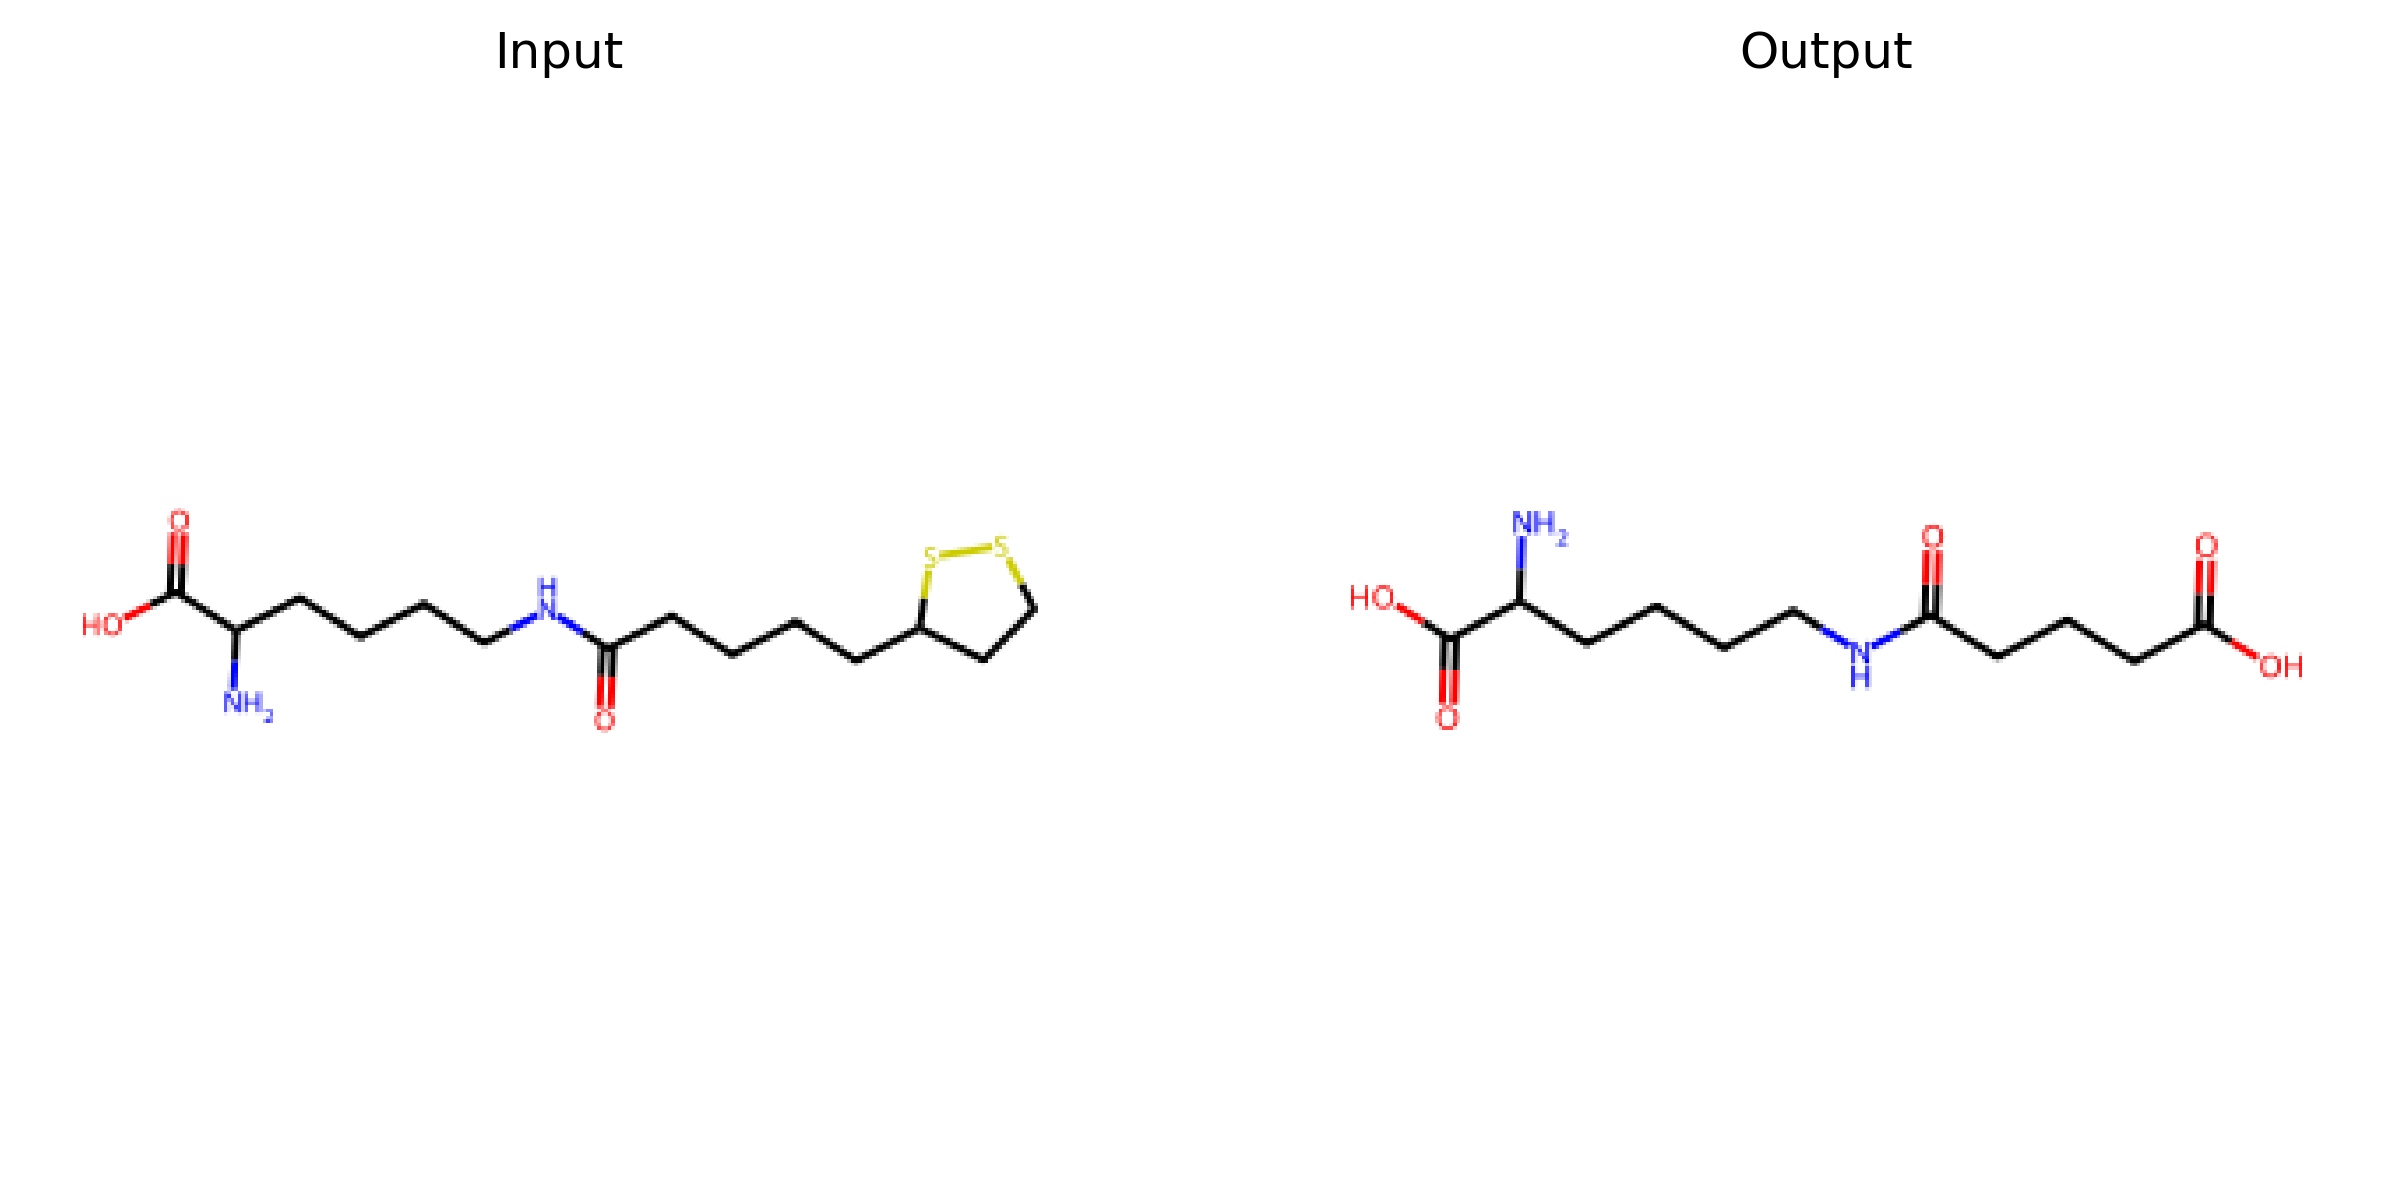 Input Output
O S S NH2 O O
H
N
HO HO
N
H
OH
NH2 O O